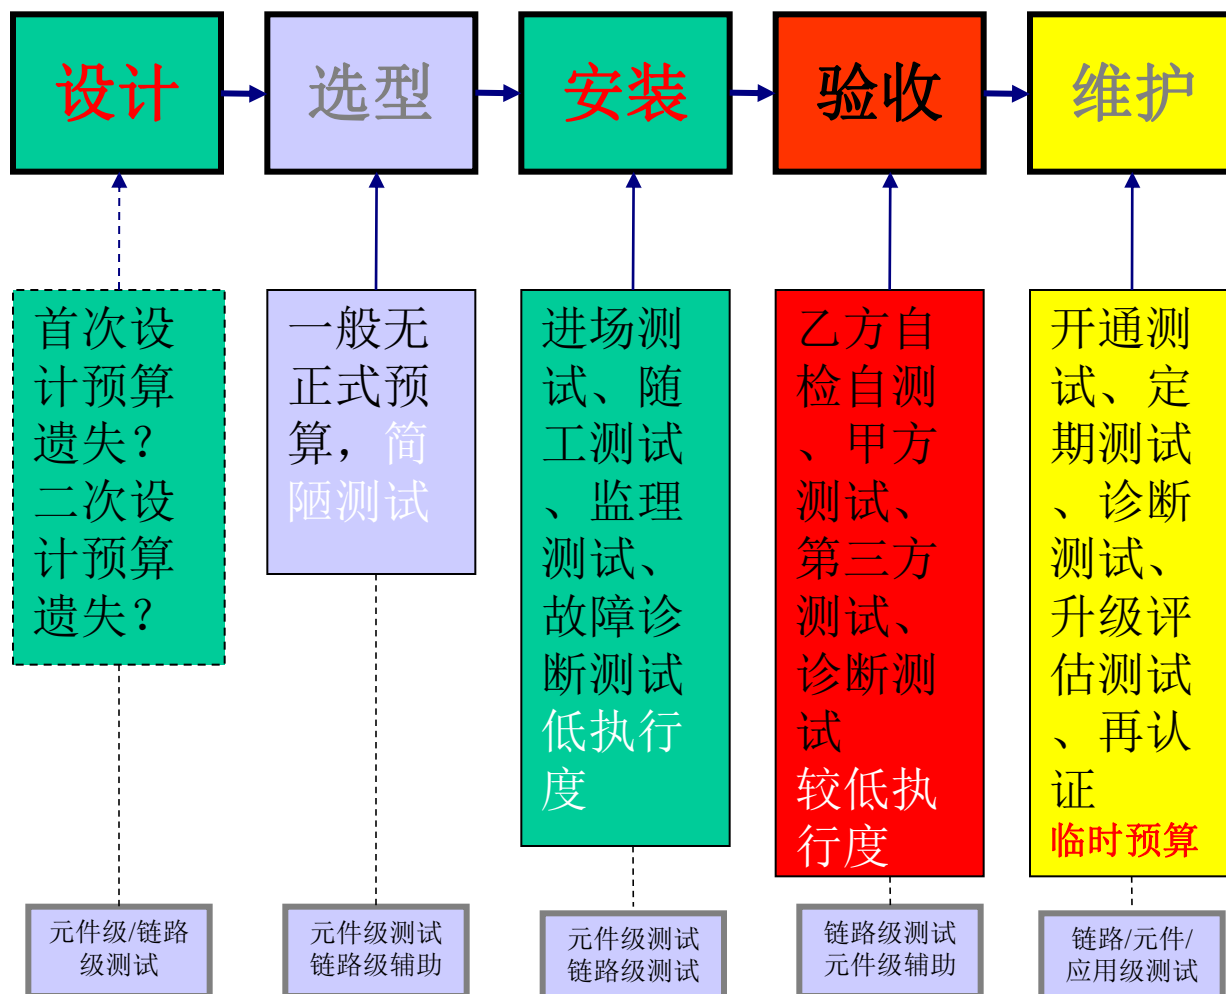 设计
选型
安装
验收
维护
首次设
计预算
遗失？
二次设
计预算
遗失？
一般无
正式预
算，简
陋测试
进场测
试、随
工测试
、监理
测试、
故障诊
断测试
低执行
度
乙方自
检自测
、甲方
测试、
第三方
测试、
诊断测
试
较低执
行度
开通测
试、定
期测试
、诊断
测试、
升级评
估测试
、再认
证
临时预算
元件级/链路
级测试
元件级测试
链路级辅助
元件级测试
链路级测试
链路级测试
元件级辅助
链路/元件/
应用级测试